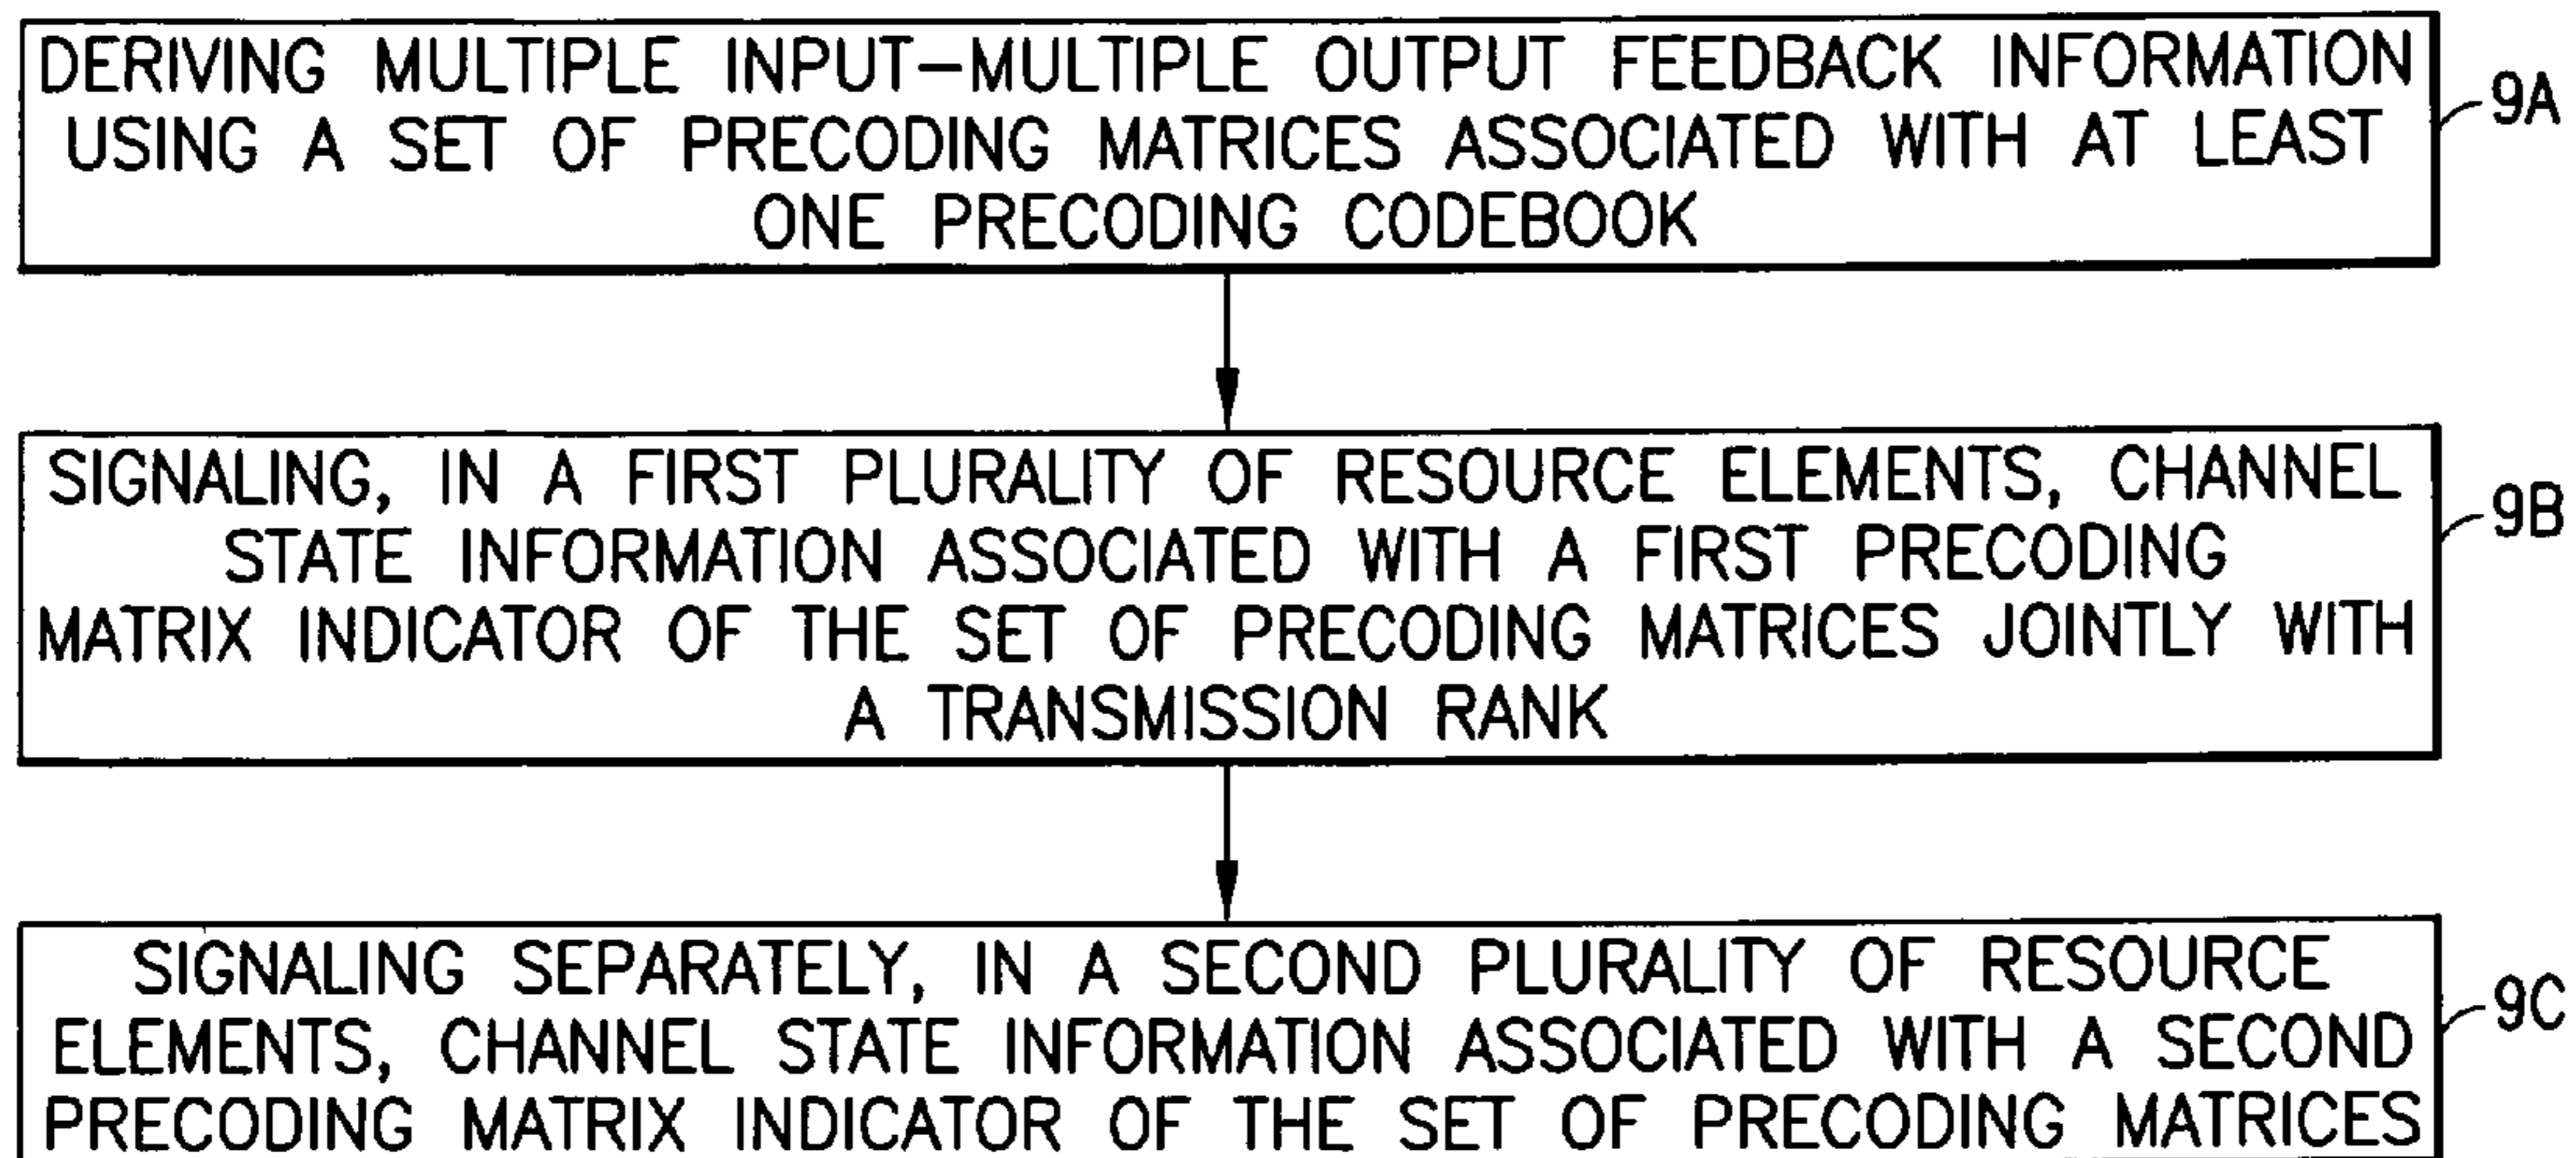 DERIVING MULTIPLE INPUT–MULTIPLE OUTPUT FEEDBACK INFORMATION
USING A SET OF PRECODING MATRICES ASSOCIATED WITH AT LEAST
ONE PRECODING CODEBOOK
9A
SIGNALING, IN A FIRST PLURALITY OF RESOURCE ELEMENTS, CHANNEL
STATE INFORMATION ASSOCIATED WITH A FIRST PRECODING
MATRIX INDICATOR OF THE SET OF PRECODING MATRICES JOINTLY WITH
A TRANSMISSION RANK
9B
SIGNALING SEPARATELY, IN A SECOND PLURALITY OF RESOURCE
ELEMENTS, CHANNEL STATE INFORMATION ASSOCIATED WITH A SECOND
PRECODING MATRIX INDICATOR OF THE SET OF PRECODING MATRICES
9C